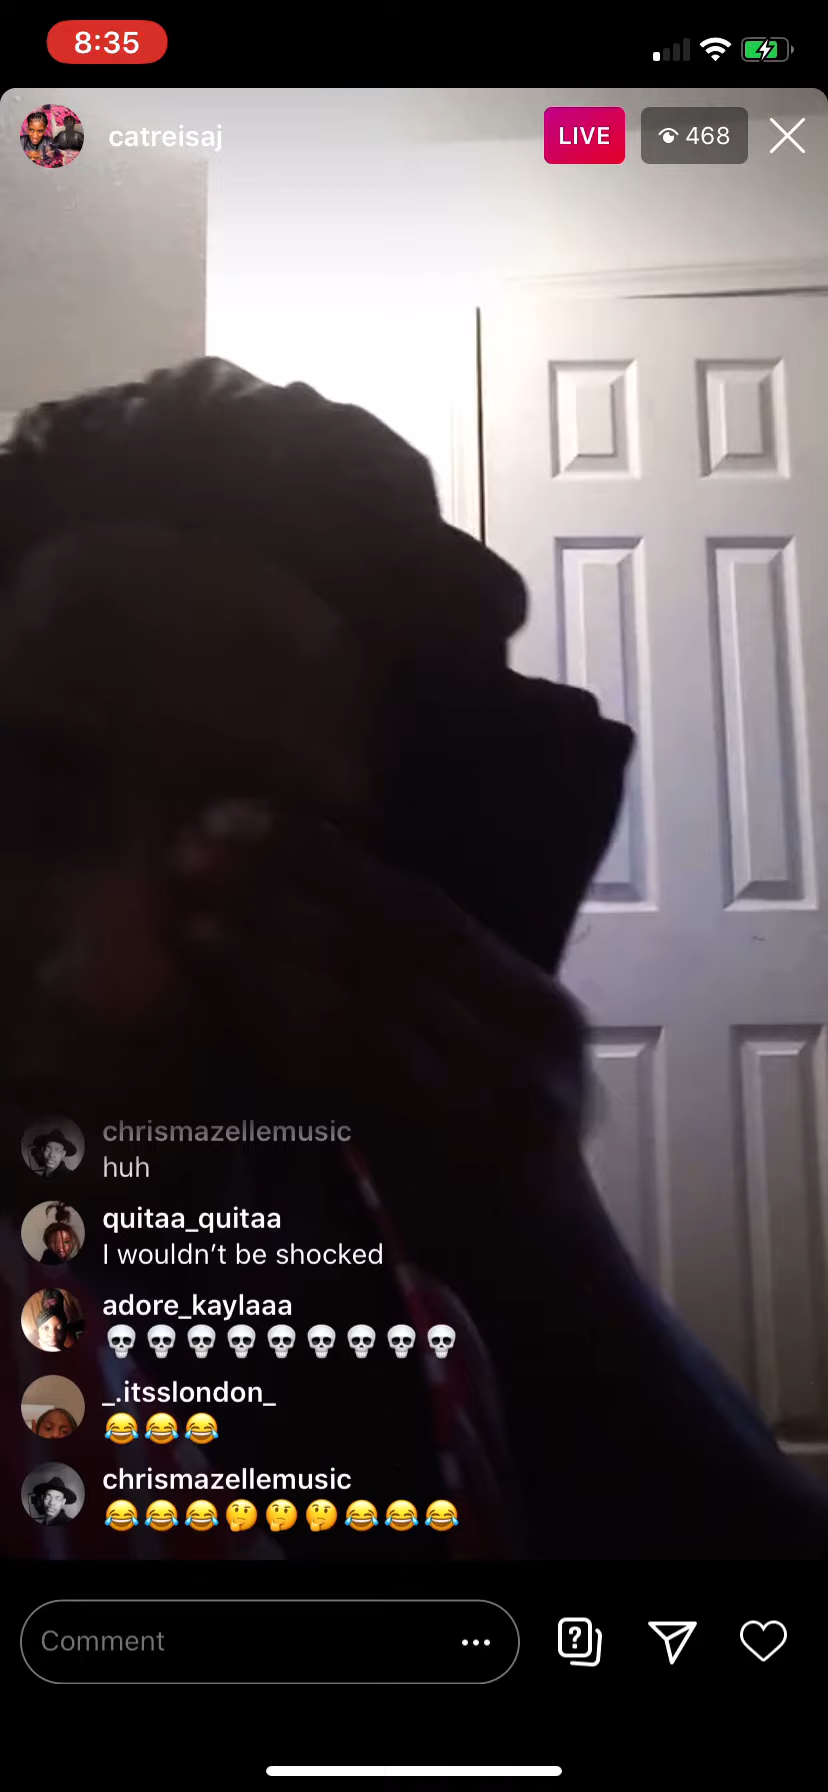 8:35
catreisaj
LIVE
468
chrismazellemusic
huh
quitaa_quitaa
I wouldn't be shocked
adore_kaylaaa
💀💀💀💀💀💀💀💀💀
_.itsslondon_
😂😂😂
chrismazellemusic
😂😂😂🤔🤔🤔😂😂😂
Comment